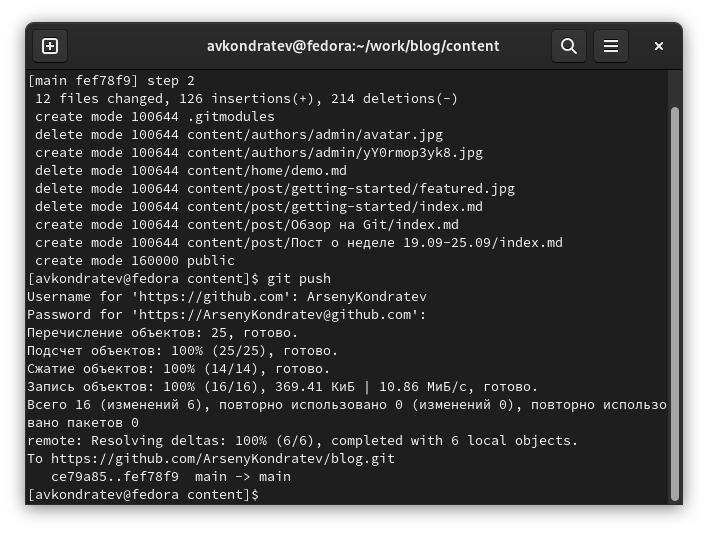 avkondratev@fedora:~/work/blog/content
[main fef78f9] step 2
 12 files changed, 126 insertions(+), 214 deletions(-)
 create mode 100644 .gitmodules
 delete mode 100644 content/authors/admin/avatar.jpg
 create mode 100644 content/authors/admin/yY0rmop3yk8.jpg
 delete mode 100644 content/home/demo.md
 delete mode 100644 content/post/getting-started/featured.jpg
 delete mode 100644 content/post/getting-started/index.md
 create mode 100644 content/post/Обзор на Git/index.md
 create mode 100644 content/post/Пост о неделе 19.09-25.09/index.md
 create mode 160000 public
[avkondratev@fedora content]$ git push
Username for 'https://github.com': ArsenyKondratev
Password for 'https://ArsenyKondratev@github.com':
Перечисление объектов: 25, готово.
Подсчет объектов: 100% (25/25), готово.
Сжатие объектов: 100% (14/14), готово.
Запись объектов: 100% (16/16), 369.41 КиБ | 10.86 МиБ/с, готово.
Всего 16 (изменений 6), повторно использовано 0 (изменений 0), повторно использо
вано пакетов 0
remote: Resolving deltas: 100% (6/6), completed with 6 local objects.
To https://github.com/ArsenyKondratev/blog.git
   ce79a85..fef78f9  main -> main
[avkondratev@fedora content]$